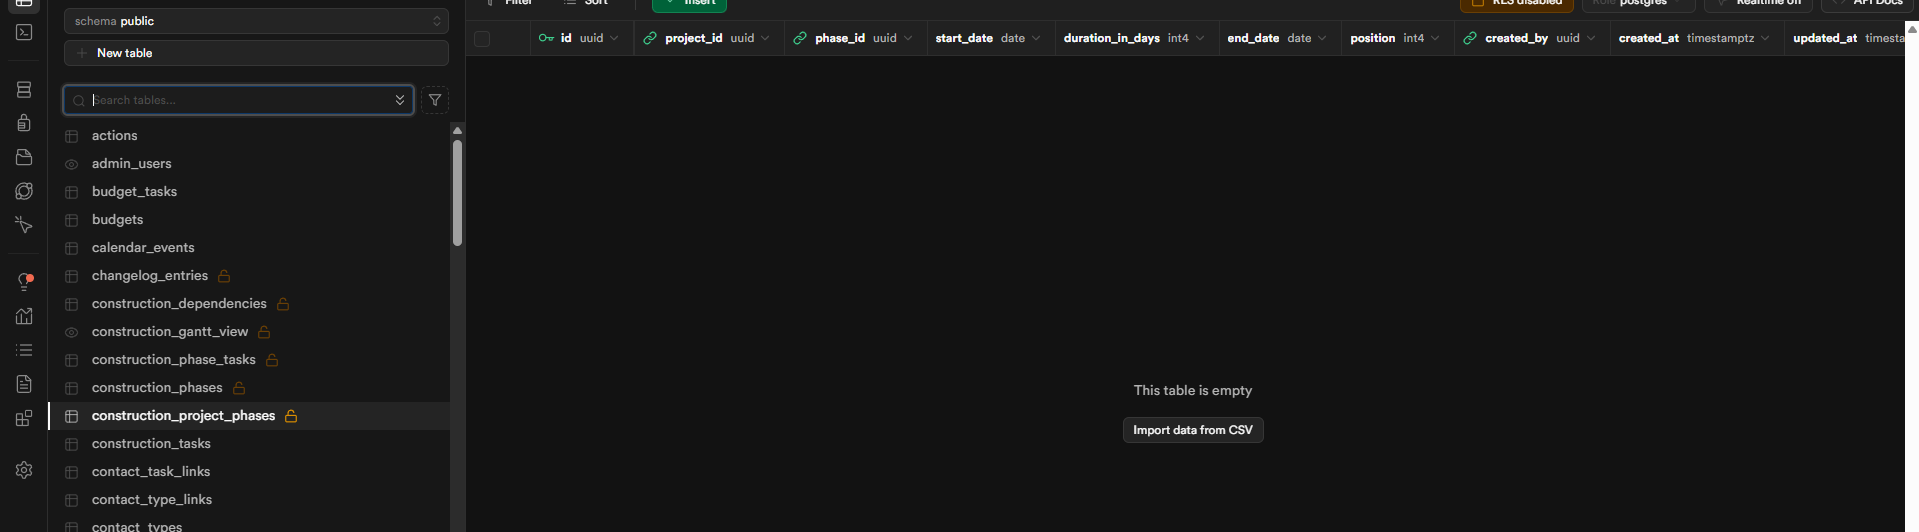 Filter Sort Insert RLS disabled Role postgres Realtime off API Docs
schema public
New table
Search tables...
id uuid project_id uuid phase_id uuid start_date date duration_in_days int4 end_date date position int4 created_by uuid created_at timestamptz updated_at timesta
actions
admin_users
budget_tasks
budgets
calendar_events
changelog_entries
construction_dependencies
construction_gantt_view
construction_phase_tasks
construction_phases
construction_project_phases
construction_tasks
contact_task_links
contact_type_links
contact_types
This table is empty
Import data from CSV